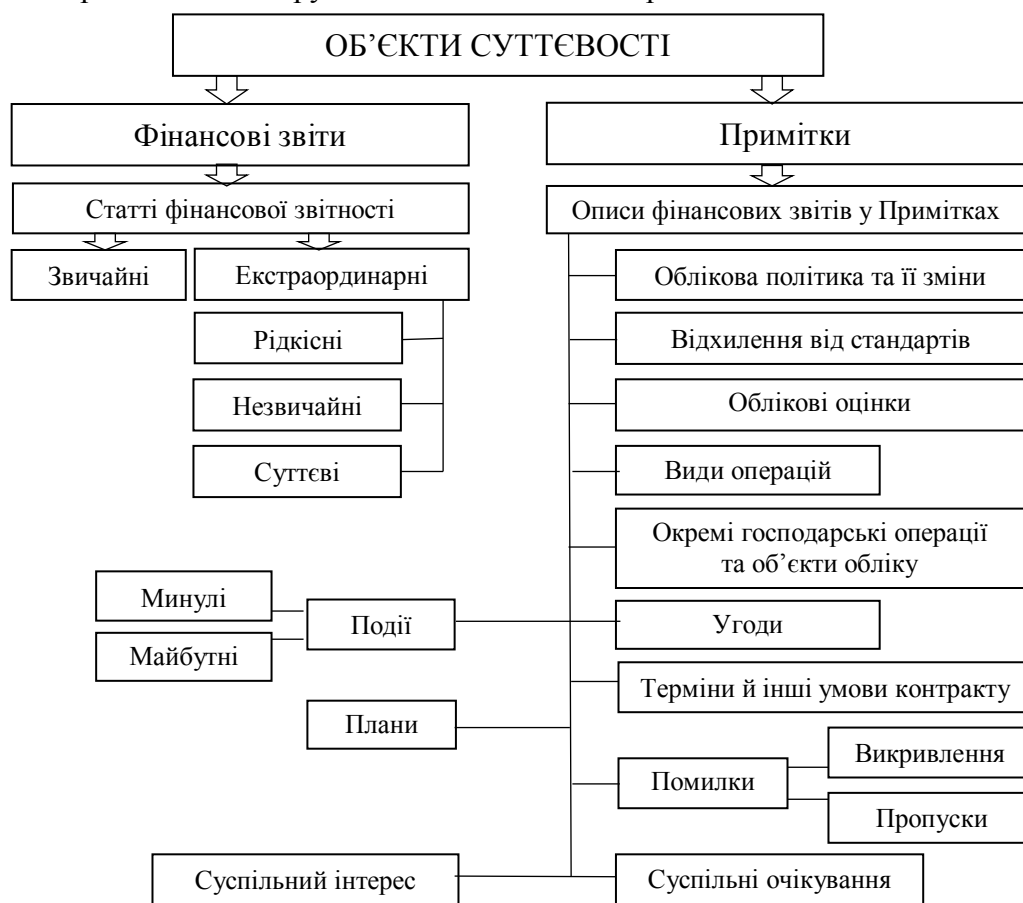 ОБ’ЄКТИ СУТТЄВОСТІ
Фінансові звіти
Примітки
Статті фінансової звітності
Описи фінансових звітів у Примітках
Звичайні
Екстраординарні
Облікова політика та її зміни
Рідкісні
Відхилення від стандартів
Незвичайні
Облікові оцінки
Суттєві
Види операцій
Окремі господарські операції
та об’єкти обліку
Минулі
Події
Угоди
Майбутні
Терміни й інші умови контракту
Плани
Викривлення
Помилки
Пропуски
Суспільний інтерес
Суспільні очікування